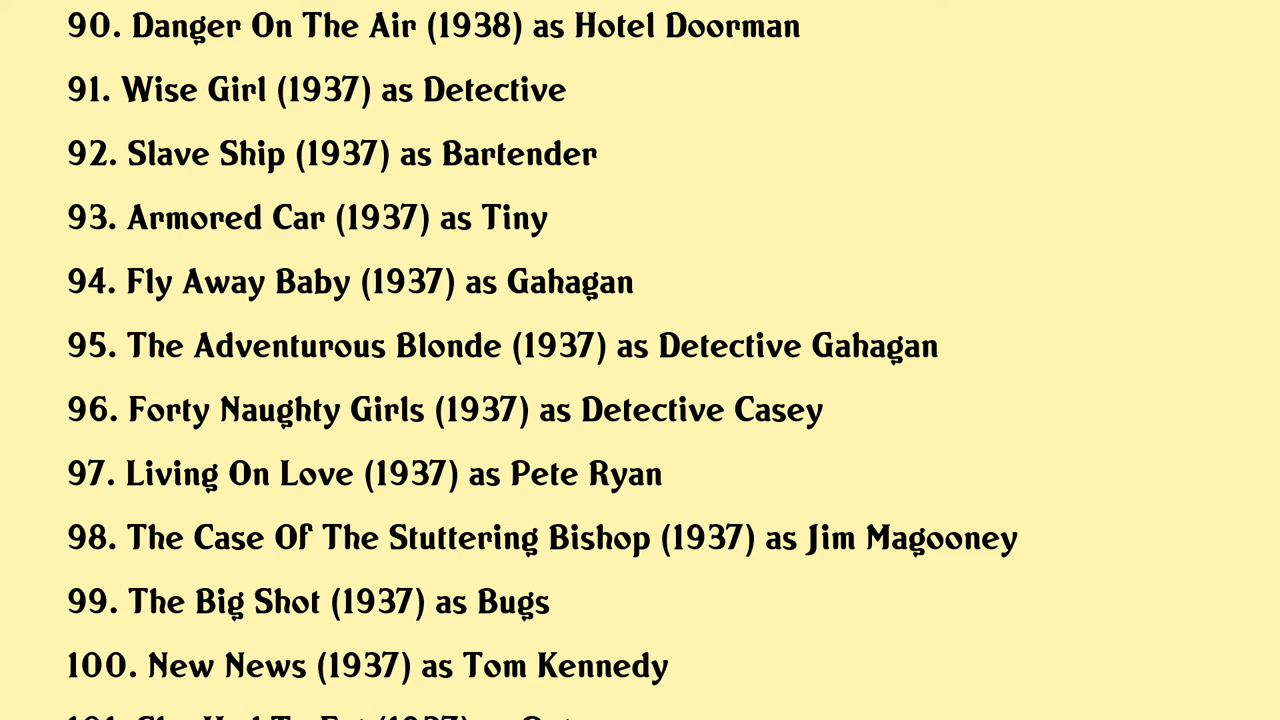 90. Danger On The Air (1938) as Hotel Doorman
91. Wise Girl (1937) as Detective
92. Slave Ship (1937) as Bartender
93. Armored Car (1937) as Tiny
94. Fly Away Baby (1937) as Gahagan
95. The Adventurous Blonde (1937) as Detective Gahagan
96. Forty Naughty Girls (1937) as Detective Casey
97. Living On Love (1937) as Pete Ryan
98. The Case Of The Stuttering Bishop (1937) as Jim Magooney
99. The Big Shot (1937) as Bugs
100. New News (1937) as Tom Kennedy